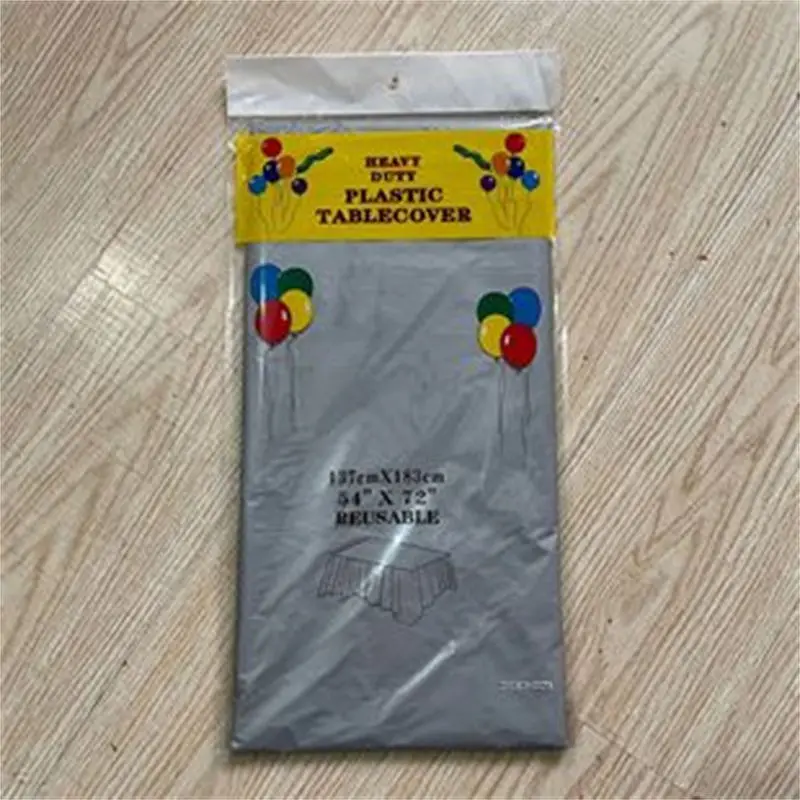 HEAVY
DUTY
PLASTIC
TABLECOVER
137cmX183cm
54" X 72"
REUSABLE